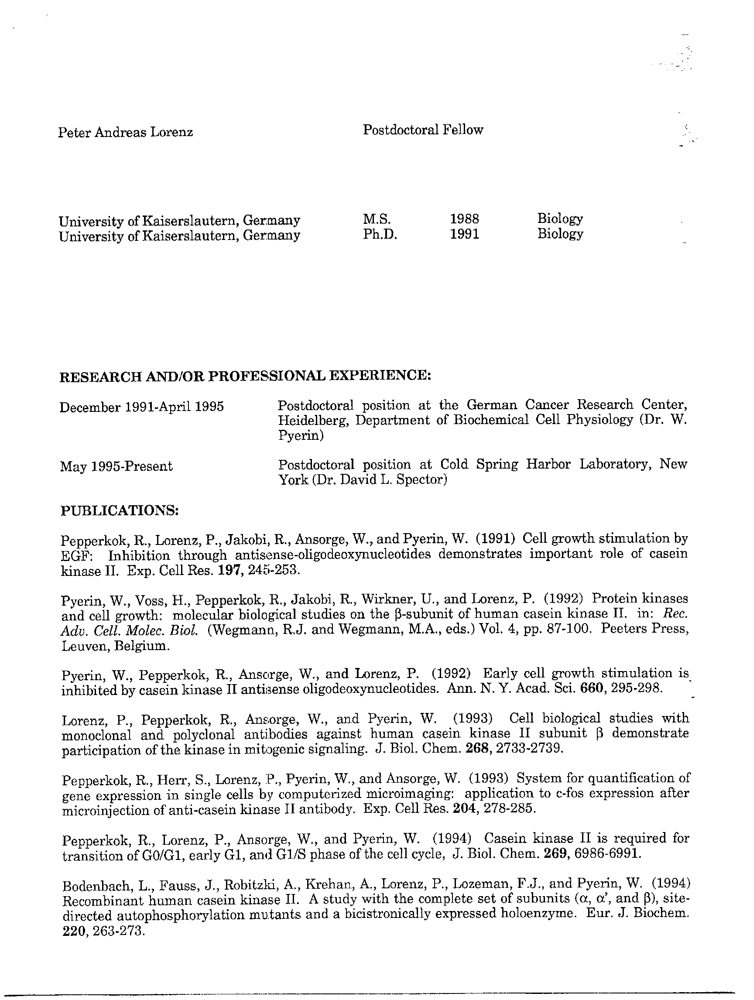 Peter Andreas Lorenz Postdoctoral Fellow
University of Kaiserslautern, Germany M.S. 1988 Biology
University of Kaiserslautern, Germany Ph.D. 1991 Biology
RESEARCH AND/OR PROFESSIONAL EXPERIENCE:
December 1991-April 1995 Postdoctoral position at the German Cancer Research Center,
Heidelberg, Department of Biochemical Cell Physiology (Dr. W.
Pyerin)
May 1995-Present Postdoctoral position at Cold Spring Harbor Laboratory, New
York (Dr. David L. Spector)
PUBLICATIONS:
Pepperkok, R., Lorenz, P., Jakobi, R., Ansorge, W., and Pyerin, W. (1991) Cell growth stimulation by
EGF: Inhibition through antisense-oligodeoxynucleotides demonstrates important role of casein
kinase II. Exp. Cell Res. 197, 245-253.
Pyerin, W., Voss, H., Pepperkok, R., Jakobi, R., Wirkner, U., and Lorenz, P. (1992) Protein kinases
and cell growth: molecular biological studies on the β-subunit of human casein kinase II. in: Rec.
Adv. Cell. Molec. Biol. (Wegmann, R.J. and Wegmann, M.A., eds.) Vol. 4, pp. 87-100. Peeters Press,
Leuven, Belgium.
Pyerin, W., Pepperkok, R., Ansorge, W., and Lorenz, P. (1992) Early cell growth stimulation is
inhibited by casein kinase II antisense oligodeoxynucleotides. Ann. N. Y. Acad. Sci. 660, 295-298.
Lorenz, P., Pepperkok, R., Ansorge, W., and Pyerin, W. (1993) Cell biological studies with
monoclonal and polyclonal antibodies against human casein kinase II subunit β demonstrate
participation of the kinase in mitogenic signaling. J. Biol. Chem. 268, 2733-2739.
Pepperkok, R., Herr, S., Lorenz, P., Pyerin, W., and Ansorge, W. (1993) System for quantification of
gene expression in single cells by computerized microimaging: application to c-fos expression after
microinjection of anti-casein kinase II antibody. Exp. Cell Res. 204, 278-285.
Pepperkok, R., Lorenz, P., Ansorge, W., and Pyerin, W. (1994) Casein kinase II is required for
transition of G0/G1, early G1, and G1/S phase of the cell cycle, J. Biol. Chem. 269, 6986-6991.
Bodenbach, L., Fauss, J., Robitzki, A., Krehan, A., Lorenz, P., Lozeman, F.J., and Pyerin, W. (1994)
Recombinant human casein kinase II. A study with the complete set of subunits (α, α', and β), site-
directed autophosphorylation mutants and a bicistronically expressed holoenzyme. Eur. J. Biochem.
220, 263-273.